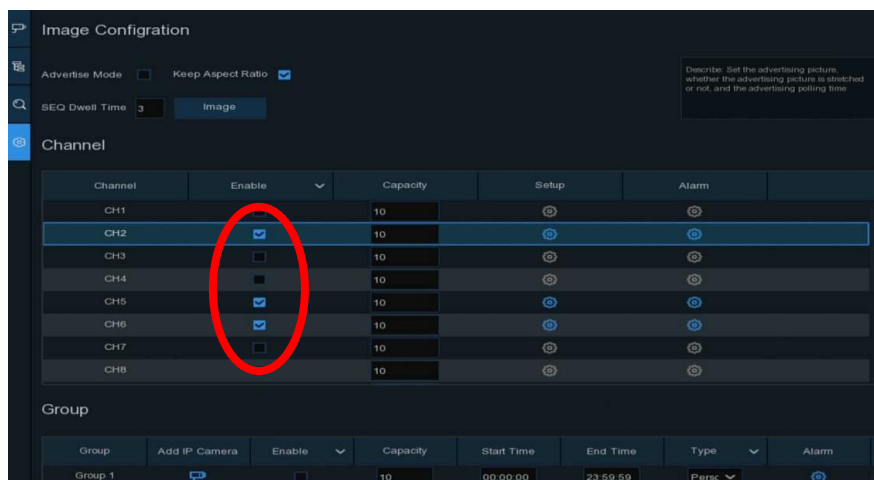 Image Configration
Advertise Mode Keep Aspect Ratio
Describe: Set the advertising picture,
whether the advertising picture is stretched
or not, and the advertising polling time
SEQ Dwell Time 3 Image
Channel
Channel Enable Capacity Setup Alarm
CH1 10
CH2 10
CH3 10
CH4 10
CH5 10
CH6 10
CH7 10
CH8 10
Group
Group Add IP Camera Enable Capacity Start Time End Time Type Alarm
Group 1 10 00:00:00 23:59:59 Persc